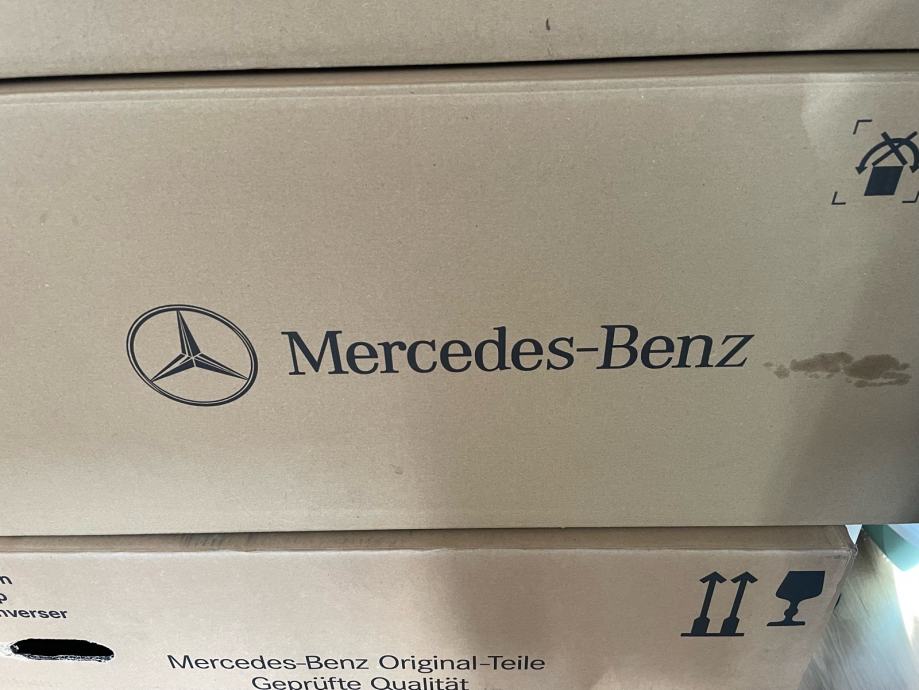 Mercedes-Benz
nverser
Mercedes-Benz Original-Teile
Geprüfte Qualität